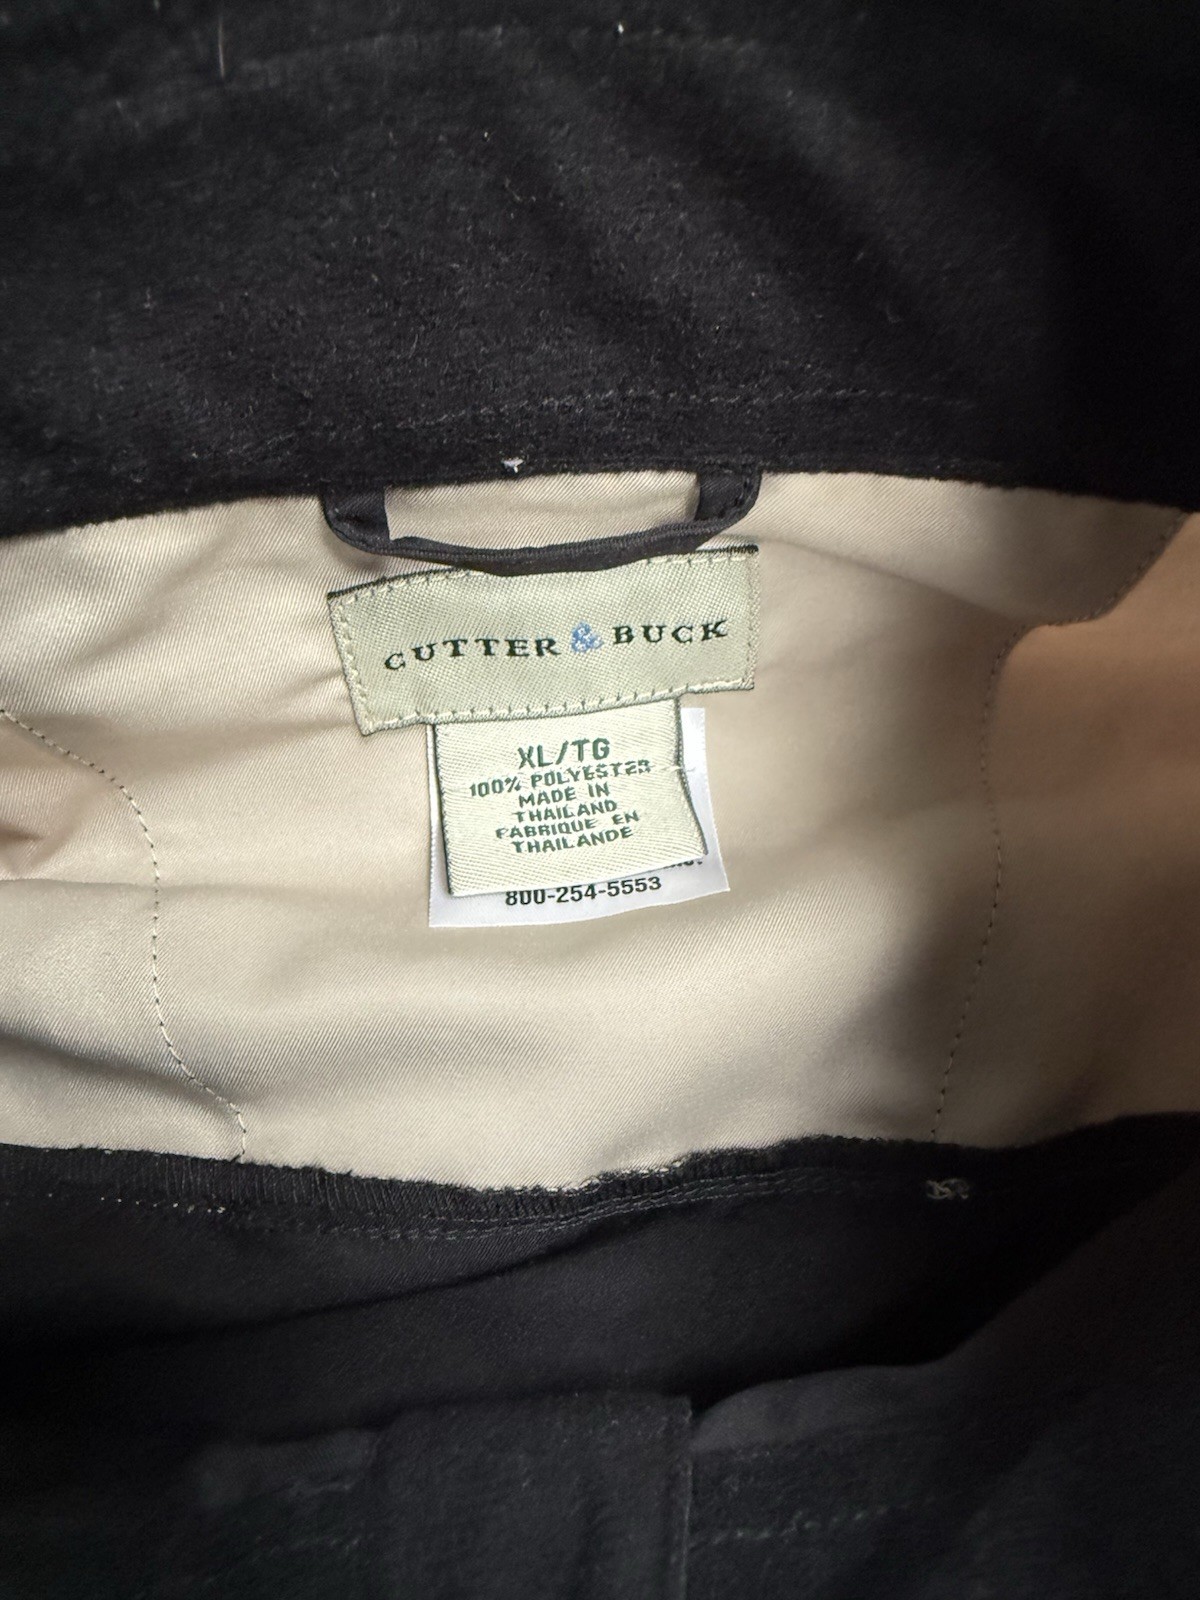 CUTTER & BUCK
XL/TG
100% POLYESTER
MADE IN
THAILAND
FABRIQUE EN
THAILANDE
800-254-5553